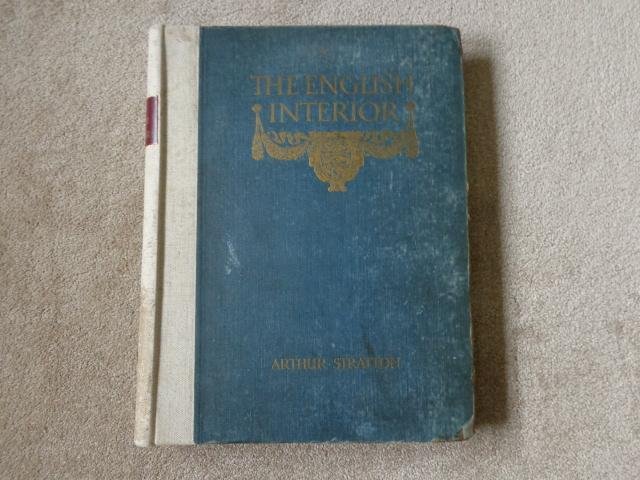 THE ENGLISH
INTERIOR
ARTHUR STRATTON